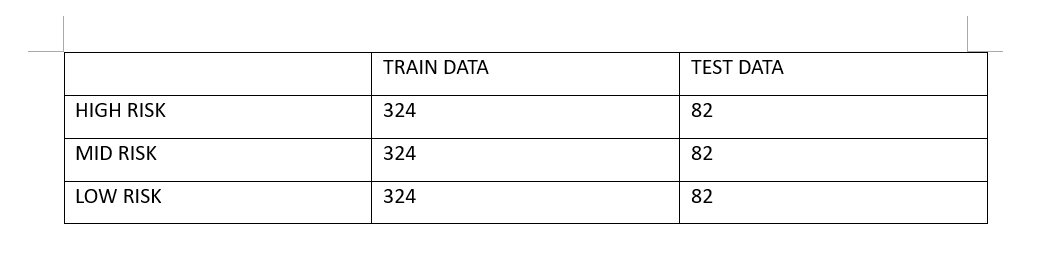 TRAIN DATA TEST DATA
HIGH RISK 324 82
MID RISK 324 82
LOW RISK 324 82